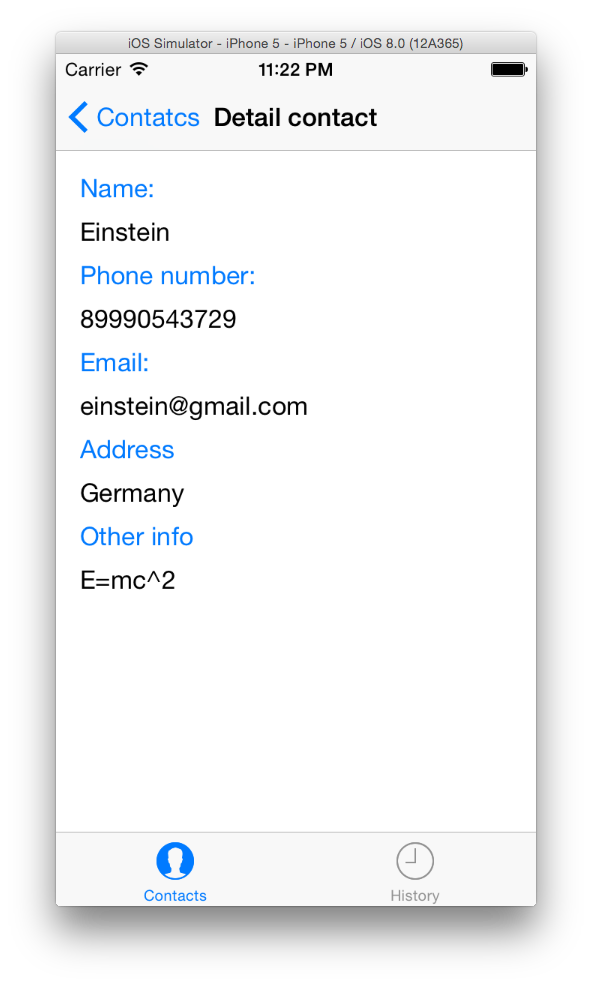 iOS Simulator - iPhone 5 - iPhone 5 / iOS 8.0 (12A365)
Carrier 11:22 PM
Contatcs Detail contact
Name:
Einstein
Phone number:
89990543729
Email:
einstein@gmail.com
Address
Germany
Other info
E=mc^2
Contacts History